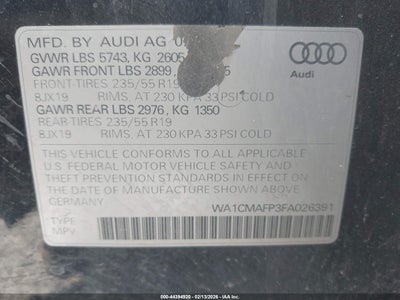 MFD. BY AUDI AG
GVWR LBS 5743, KG 2605
Audi
GAWR FRONT LBS 2899,
FRONT-TIRES 235/55 R19
8JX19 RIMS, AT 230 KPA 33 PSI COLD
GAWR REAR LBS 2976, KG 1350
REAR-TIRES 235/55 R19
8JX19 RIMS, AT 230 KPA 33 PSI COLD
THIS VEHICLE CONFORMS TO ALL APPLICABLE
U.S. FEDERAL MOTOR VEHICLE SAFETY AND
THEFT PREVENTION STANDARDS IN EFFECT ON THE
DATE OF MANUFACTURE SHOWN ABOVE.
GERMANY
WA1CMAFP3FA026391
TYPE
MPV
000-44394920 - 02/13/2026 -